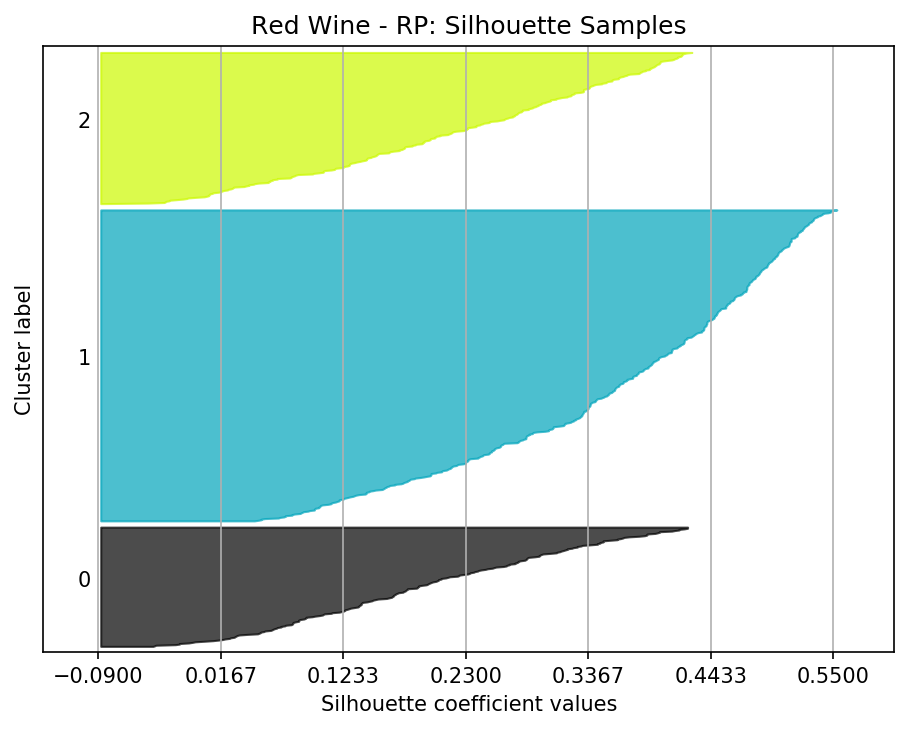 Red Wine - RP: Silhouette Samples
2
1
0
Cluster label
−0.0900 0.0167 0.1233 0.2300 0.3367 0.4433 0.5500
Silhouette coefficient values